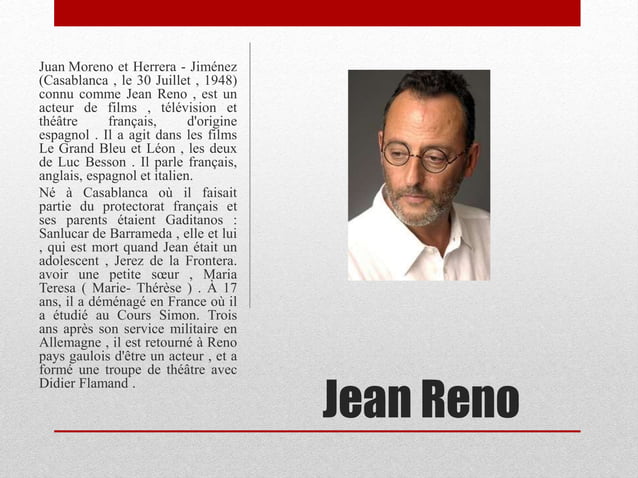 Juan Moreno et Herrera - Jiménez
(Casablanca , le 30 Juillet , 1948)
connu comme Jean Reno , est un
acteur de films , télévision et
théâtre français, d'origine
espagnol . Il a agit dans les films
Le Grand Bleu et Léon , les deux
de Luc Besson . Il parle français,
anglais, espagnol et italien.
Né à Casablanca où il faisait
partie du protectorat français et
ses parents étaient Gaditanos :
Sanlucar de Barrameda , elle et lui
, qui est mort quand Jean était un
adolescent , Jerez de la Frontera.
avoir une petite sœur , Maria
Teresa ( Marie- Thérèse ) . À 17
ans, il a déménagé en France où il
a étudié au Cours Simon. Trois
ans après son service militaire en
Allemagne , il est retourné à Reno
pays gaulois d'être un acteur , et a
formé une troupe de théâtre avec
Didier Flamand .
Jean Reno